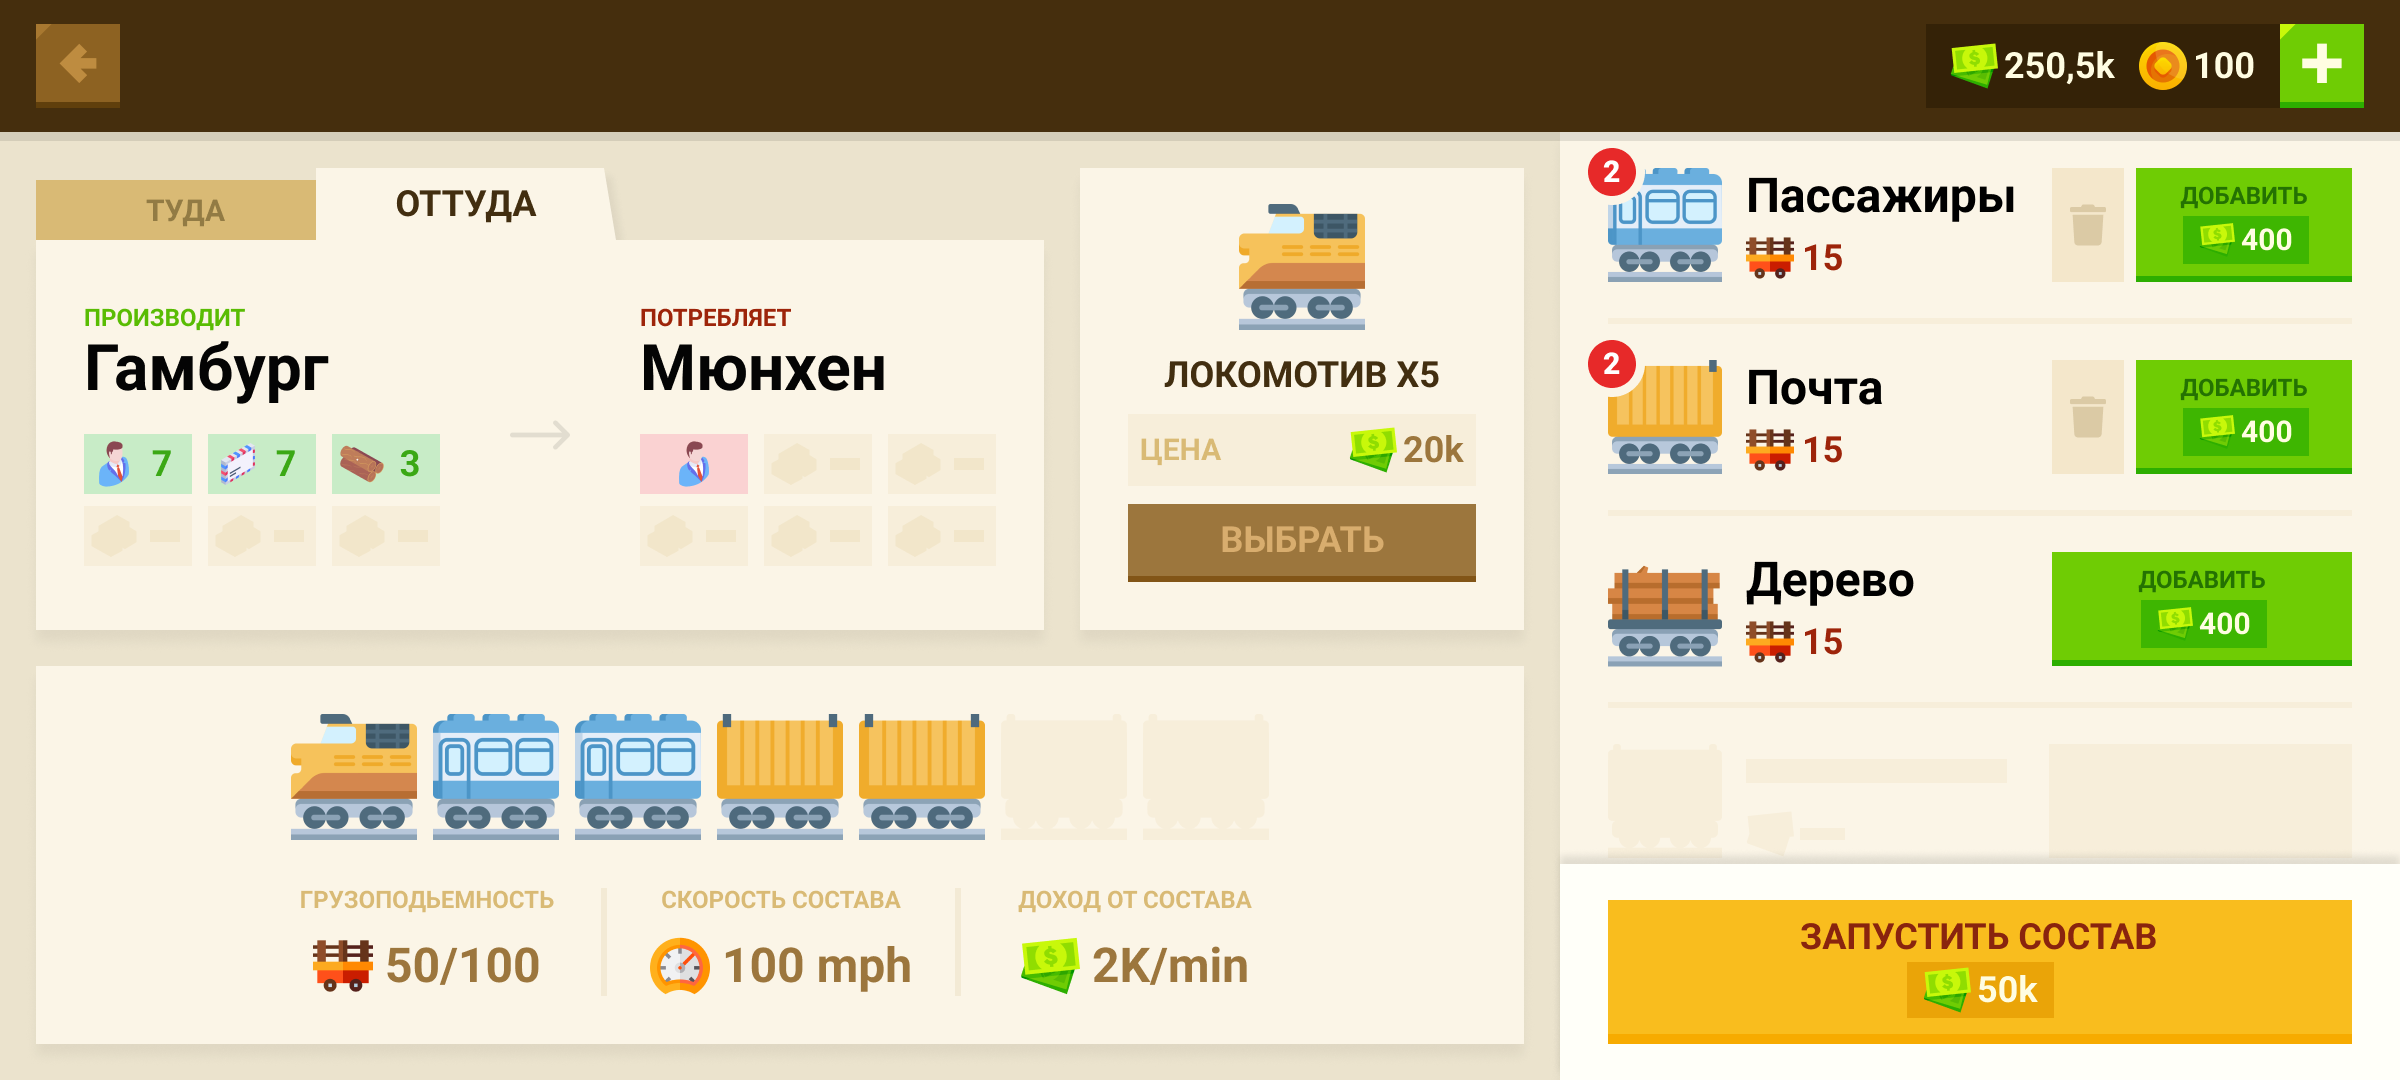 250,5k 100
ТУДА
ОТТУДА
ПРОИЗВОДИТ
Гамбург
7 7 3
ПОТРЕБЛЯЕТ
Мюнхен
ЛОКОМОТИВ X5
ЦЕНА 20k
ВЫБРАТЬ
ГРУЗОПОДЬЕМНОСТЬ
50/100
СКОРОСТЬ СОСТАВА
100 mph
ДОХОД ОТ СОСТАВА
2K/min
2
Пассажиры
15
ДОБАВИТЬ
400
2
Почта
15
ДОБАВИТЬ
400
Дерево
15
ДОБАВИТЬ
400
ЗАПУСТИТЬ СОСТАВ
50k